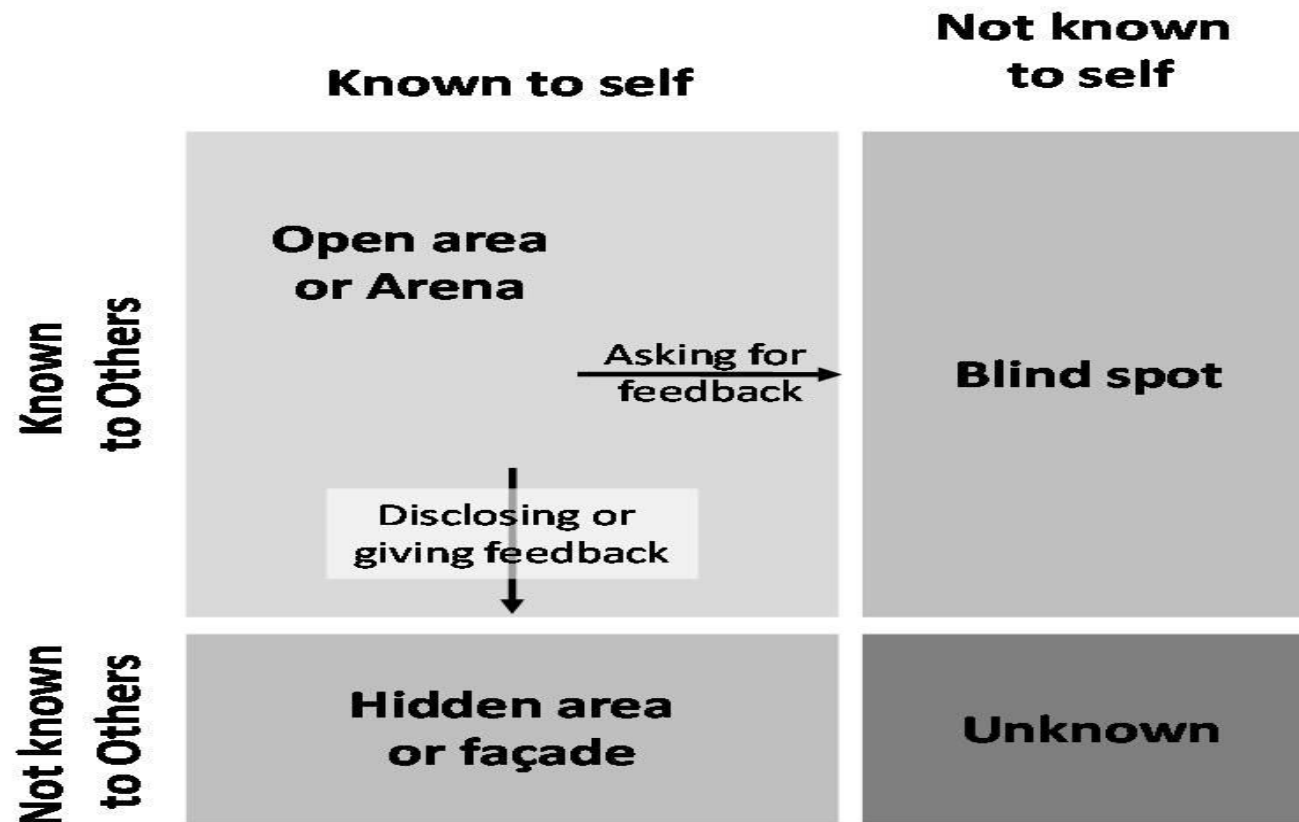 Not known
to self
Known to self
Known
to Others
Open area
or Arena
Asking for
feedback
Blind spot
Disclosing or
giving feedback
Not known
to Others
Hidden area
or façade
Unknown